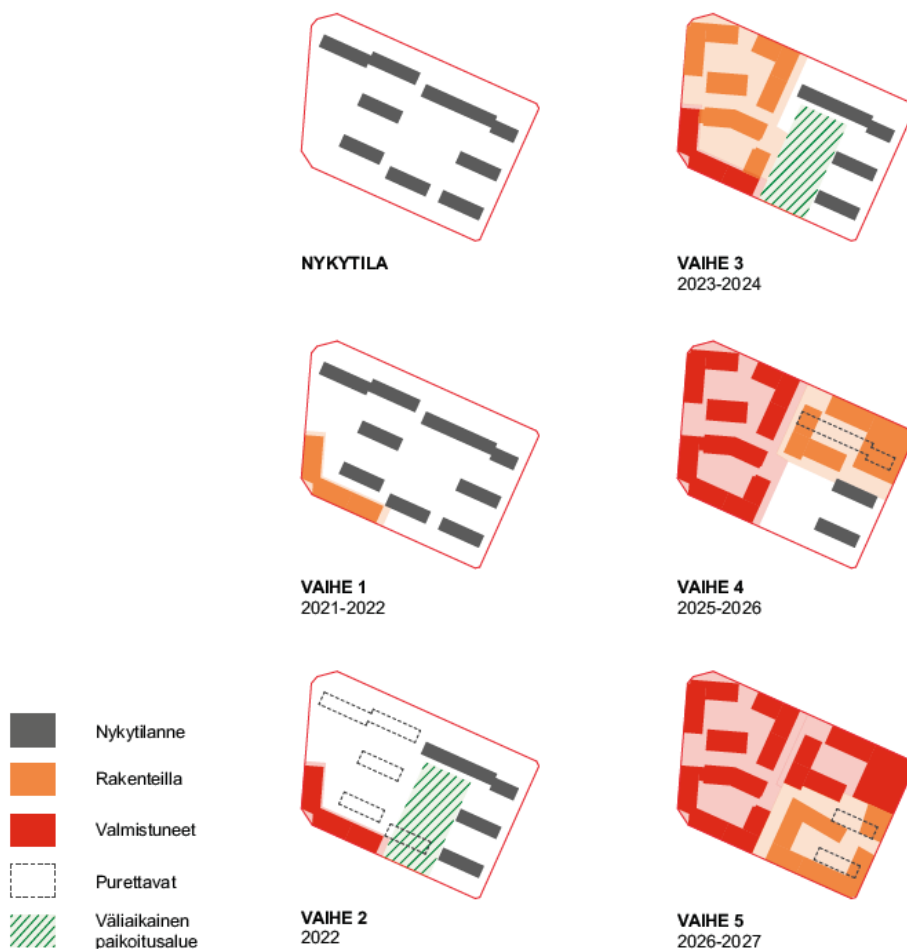 NYKYTILA
VAIHE 3
2023-2024
VAIHE 1
2021-2022
VAIHE 4
2025-2026
Nykytilanne
Rakenteilla
Valmistuneet
Purettavat
Väliaikainen
paikoitusalue
VAIHE 2
2022
VAIHE 5
2026-2027